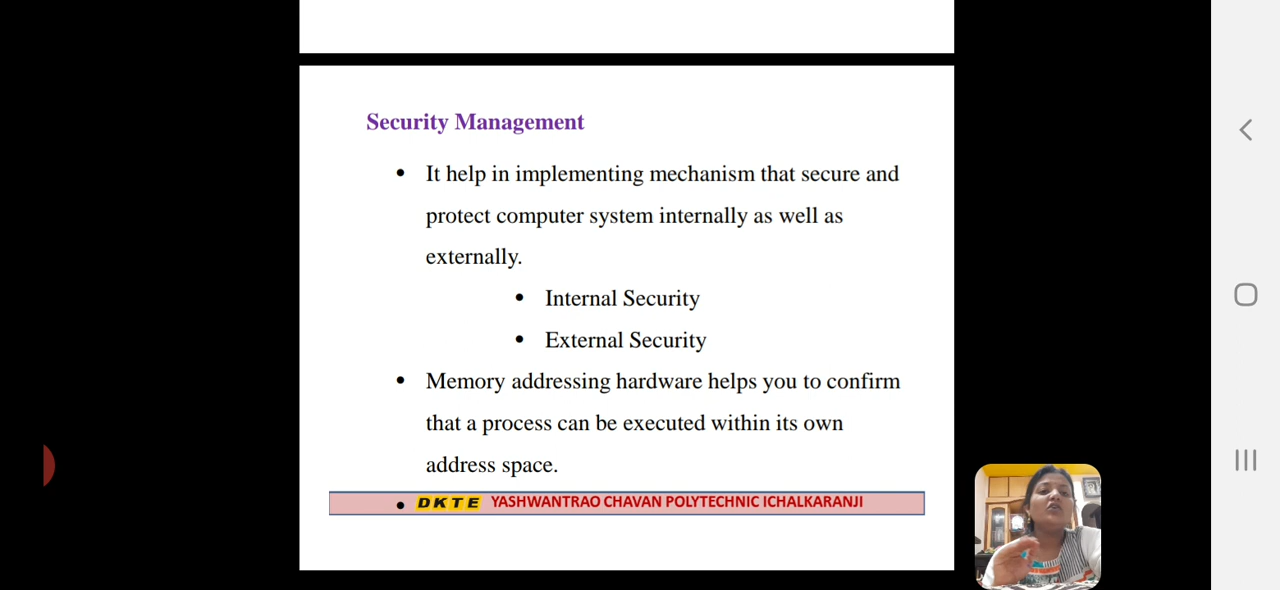 Security Management
• It help in implementing mechanism that secure and
protect computer system internally as well as
externally.
• Internal Security
• External Security
• Memory addressing hardware helps you to confirm
that a process can be executed within its own
address space.
• DKTE YASHWANTRAO CHAVAN POLYTECHNIC ICHALKARANJI